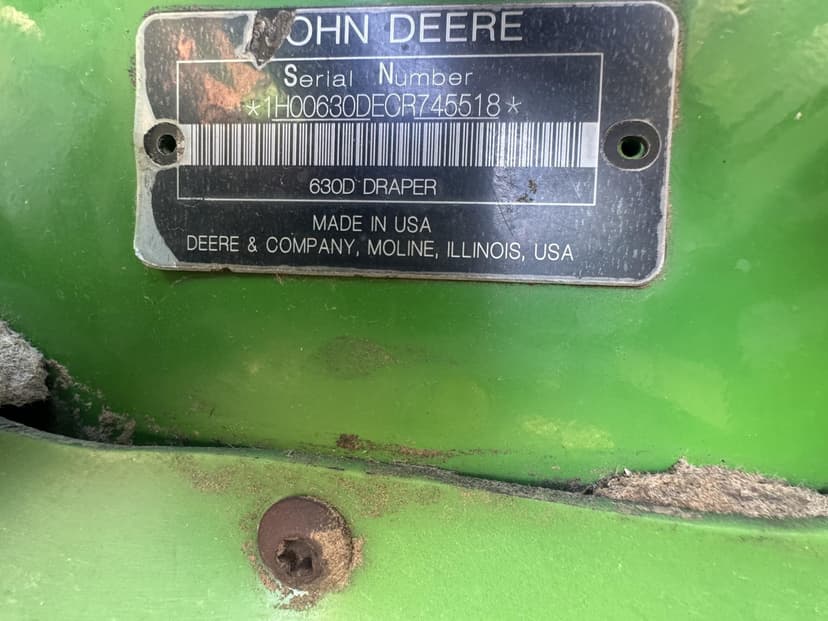 JOHN DEERE
Serial Number
*1H00630DECR745518*
630D DRAPER
MADE IN USA
DEERE & COMPANY, MOLINE, ILLINOIS, USA